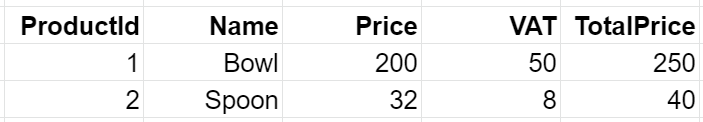 ProductId Name Price VAT TotalPrice
1 Bowl 200 50 250
2 Spoon 32 8 40